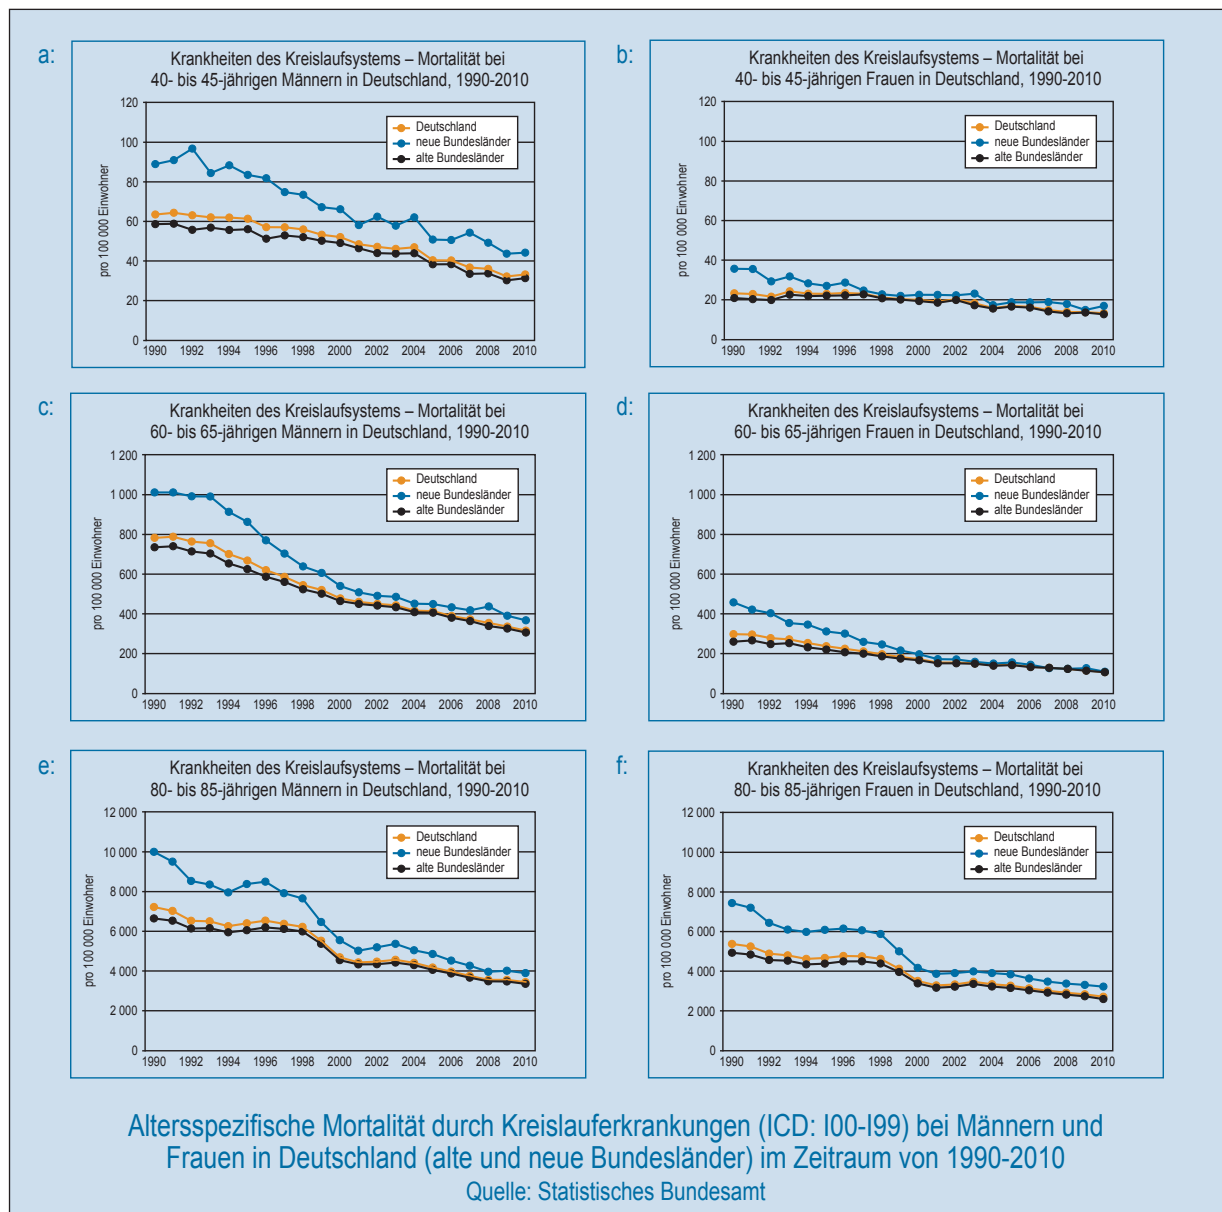 a:
Krankheiten des Kreislaufsystems – Mortalität bei
40- bis 45-jährigen Männern in Deutschland, 1990-2010
pro 100 000 Einwohner
120
100
80
60
40
20
0
Deutschland
neue Bundesländer
alte Bundesländer
1990 1992 1994 1996 1998 2000 2002 2004 2006 2008 2010
b:
Krankheiten des Kreislaufsystems – Mortalität bei
40- bis 45-jährigen Frauen in Deutschland, 1990-2010
pro 100 000 Einwohner
120
100
80
60
40
20
0
Deutschland
neue Bundesländer
alte Bundesländer
1990 1992 1994 1996 1998 2000 2002 2004 2006 2008 2010
c:
Krankheiten des Kreislaufsystems – Mortalität bei
60- bis 65-jährigen Männern in Deutschland, 1990-2010
pro 100 000 Einwohner
1 200
1 000
800
600
400
200
0
Deutschland
neue Bundesländer
alte Bundesländer
1990 1992 1994 1996 1998 2000 2002 2004 2006 2008 2010
d:
Krankheiten des Kreislaufsystems – Mortalität bei
60- bis 65-jährigen Frauen in Deutschland, 1990-2010
pro 100 000 Einwohner
1 200
1 000
800
600
400
200
0
Deutschland
neue Bundesländer
alte Bundesländer
1990 1992 1994 1996 1998 2000 2002 2004 2006 2008 2010
e:
Krankheiten des Kreislaufsystems – Mortalität bei
80- bis 85-jährigen Männern in Deutschland, 1990-2010
pro 100 000 Einwohner
12 000
10 000
8 000
6 000
4 000
2 000
0
Deutschland
neue Bundesländer
alte Bundesländer
1990 1992 1994 1996 1998 2000 2002 2004 2006 2008 2010
f:
Krankheiten des Kreislaufsystems – Mortalität bei
80- bis 85-jährigen Frauen in Deutschland, 1990-2010
pro 100 000 Einwohner
12 000
10 000
8 000
6 000
4 000
2 000
0
Deutschland
neue Bundesländer
alte Bundesländer
1990 1992 1994 1996 1998 2000 2002 2004 2006 2008 2010
Altersspezifische Mortalität durch Kreislauferkrankungen (ICD: I00-I99) bei Männern und
Frauen in Deutschland (alte und neue Bundesländer) im Zeitraum von 1990-2010
Quelle: Statistisches Bundesamt